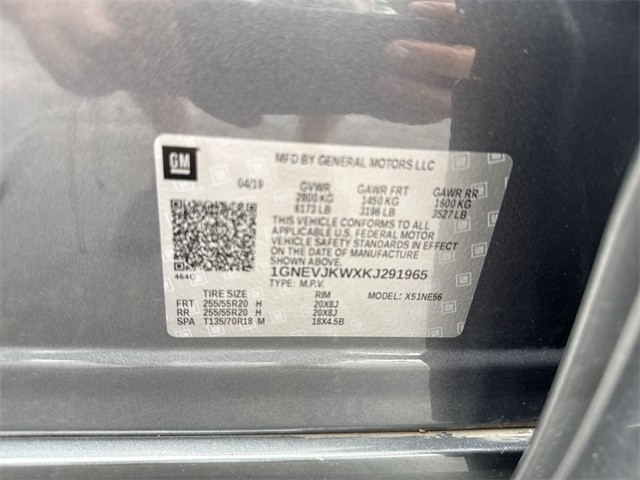 GM
MFD BY GENERAL MOTORS LLC
04/19 GVWR GAWR FRT GAWR RR
2800 KG 1450 KG 1600 KG
6173 LB 3196 LB 3527 LB
THIS VEHICLE CONFORMS TO ALL
APPLICABLE U.S. FEDERAL MOTOR
VEHICLE SAFETY STANDARDS IN EFFECT
ON THE DATE OF MANUFACTURE
SHOWN ABOVE.
464C 1GNEVJKWXKJ291965
TYPE: M.P.V.
TIRE SIZE RIM MODEL: X51NE56
FRT 255/55R20 H 20X8J
RR 255/55R20 H 20X8J
SPA T135/70R18 M 18X4.5B